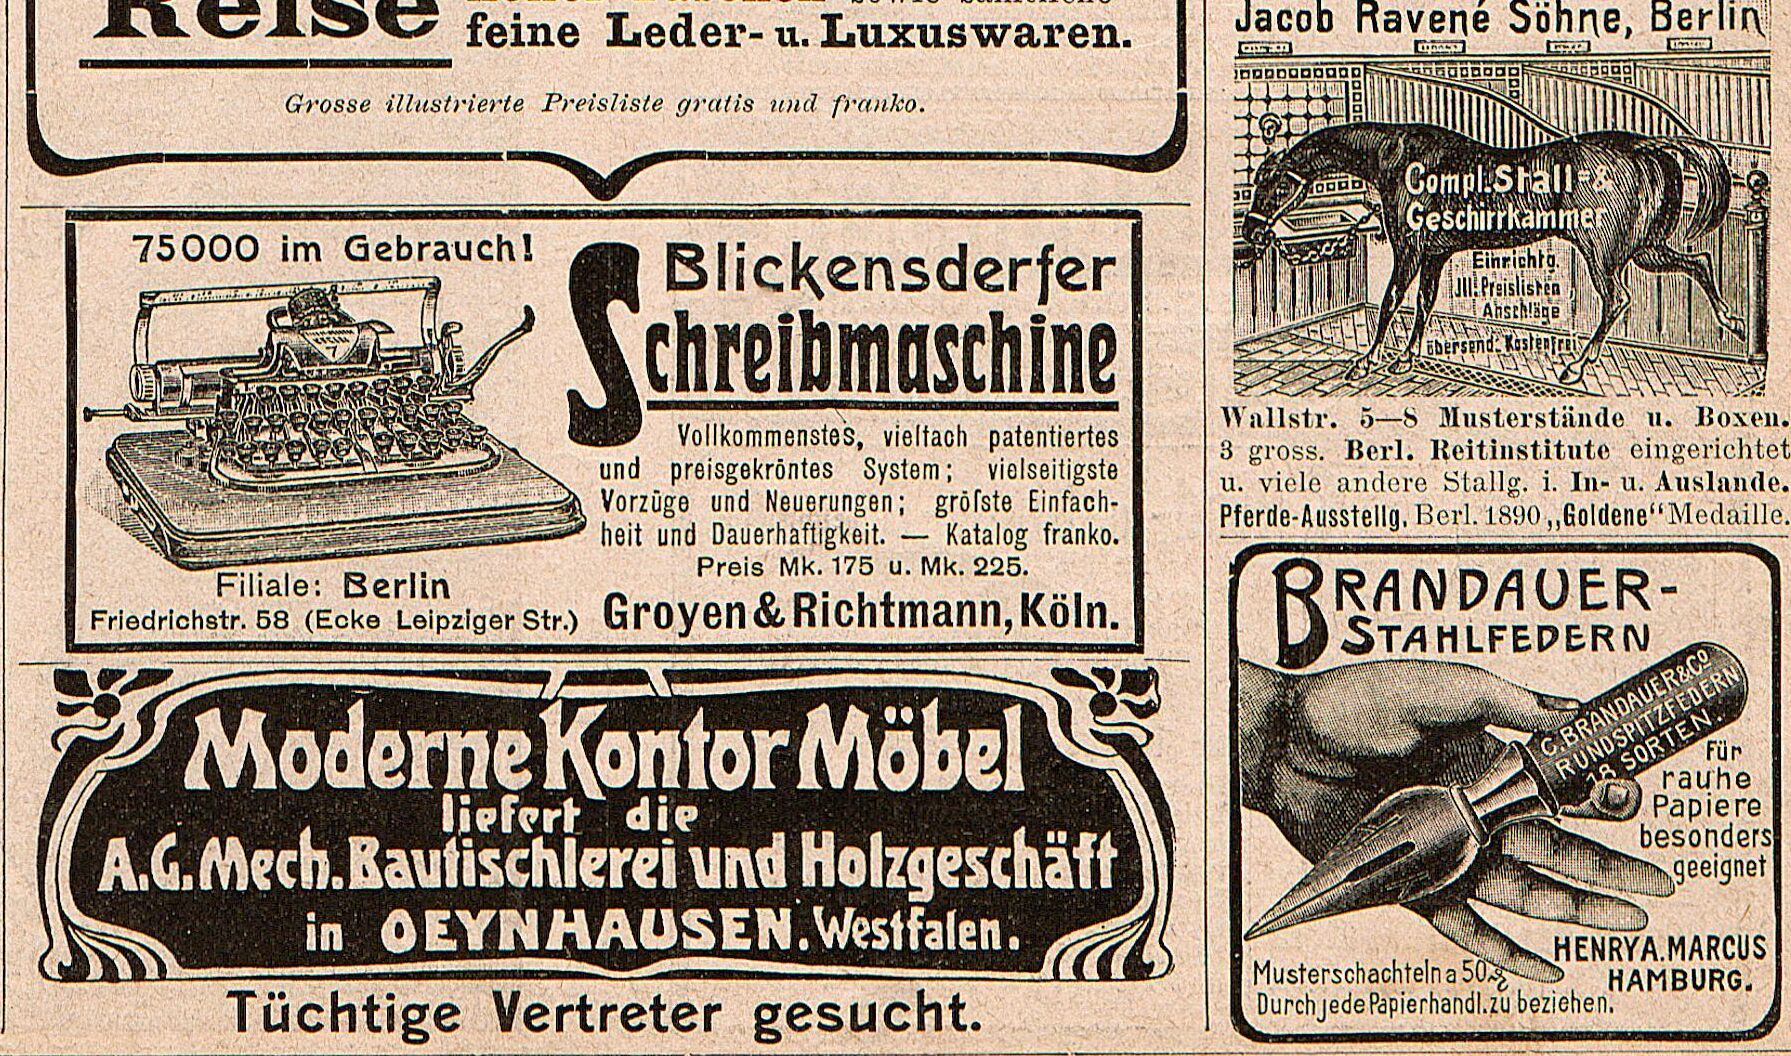 Reise
feine Leder- u. Luxuswaren.
Grosse illustrierte Preisliste gratis und franko.
75000 im Gebrauch!
7
Filiale: Berlin
Friedrichstr. 58 (Ecke Leipziger Str.)
Blickensderfer
Schreibmaschine
Vollkommenstes, vielfach patentiertes
und preisgekröntes System; vielseitigste
Vorzüge und Neuerungen; größte Einfach-
heit und Dauerhaftigkeit. — Katalog franko.
Preis Mk. 175 u. Mk. 225.
Groyen & Richtmann, Köln.
Moderne Kontor Möbel
liefert die
A.G. Mech. Bautischlerei und Holzgeschäft
in OEYNHAUSEN. Westfalen.
Tüchtige Vertreter gesucht.
Jacob Ravené Söhne, Berlin
Compl. Stall- &
Geschirrkammer
Einrichtg.
Jll. Preislisten
Anschläge
übersend. Kostenfrei
Wallstr. 5—8 Musterstände u. Boxen.
3 gross. Berl. Reitinstitute eingerichtet
u. viele andere Stallg. i. In- u. Auslande.
Pferde-Ausstellg. Berl. 1890 „Goldene“ Medaille
BRANDAUER-
STAHLFEDERN
C. BRANDAUER & Co
RUNDSPITZFEDERN
18 SORTEN.
Für
rauhe
Papiere
besonders
geeignet
HENRY A. MARCUS
HAMBURG.
Musterschachteln a 50 ₰
Durch jede Papierhandl. zu beziehen.